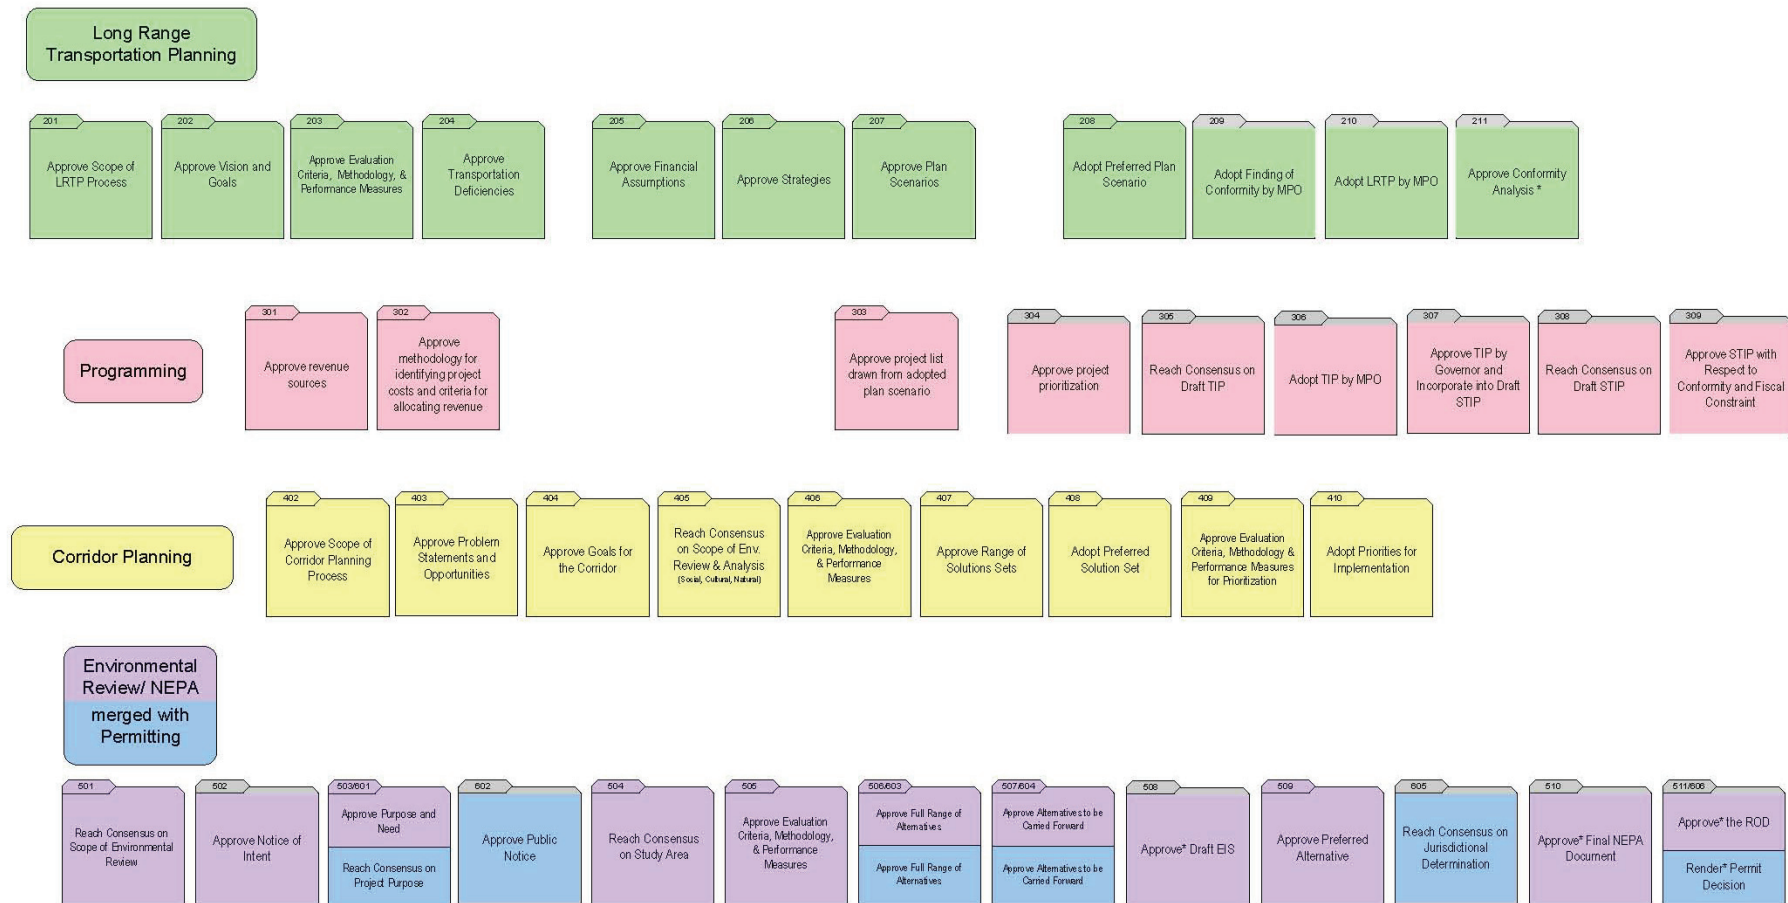 Long Range
Transportation Planning
201
Approve Scope of
LRTP Process
202
Approve Vision and
Goals
203
Approve Evaluation
Criteria, Methodology, &
Performance Measures
204
Approve
Transportation
Deficiencies
205
Approve Financial
Assumptions
206
Approve Strategies
207
Approve Plan
Scenarios
208
Adopt Preferred Plan
Scenario
209
Adopt Finding of
Conformity by MPO
210
Adopt LRTP by MPO
211
Approve Conformity
Analysis *
Programming
301
Approve revenue
sources
302
Approve
methodology for
identifying project
costs and criteria for
allocating revenue
303
Approve project list
drawn from adopted
plan scenario
304
Approve project
prioritization
305
Reach Consensus on
Draft TIP
306
Adopt TIP by MPO
307
Approve TIP by
Governor and
Incorporate into Draft
STIP
308
Reach Consensus on
Draft STIP
309
Approve STIP with
Respect to
Conformity and Fiscal
Constraint
Corridor Planning
402
Approve Scope of
Corridor Planning
Process
403
Approve Problem
Statements and
Opportunities
404
Approve Goals for
the Corridor
405
Reach Consensus
on Scope of Env.
Review & Analysis
(Social, Cultural, Natural)
406
Approve Evaluation
Criteria, Methodology,
& Performance
Measures
407
Approve Range of
Solutions Sets
408
Adopt Preferred
Solution Set
409
Approve Evaluation
Criteria, Methodology &
Performance Measures
for Prioritization
410
Adopt Priorities for
Implementation
Environmental
Review/ NEPA
merged with
Permitting
501
Reach Consensus on
Scope of Environmental
Review
502
Approve Notice of
Intent
503/601
Approve Purpose and
Need
Reach Consensus on
Project Purpose
602
Approve Public
Notice
504
Reach Consensus
on Study Area
505
Approve Evaluation
Criteria, Methodology,
& Performance
Measures
506/603
Approve Full Range of
Alternatives
Approve Full Range of
Alternatives
507/604
Approve Alternatives to be
Carried Forward
Approve Alternatives to be
Carried Forward
508
Approve* Draft EIS
509
Approve Preferred
Alternative
605
Reach Consensus on
Jurisdictional
Determination
510
Approve* Final NEPA
Document
511/606
Approve* the ROD
Render* Permit
Decision